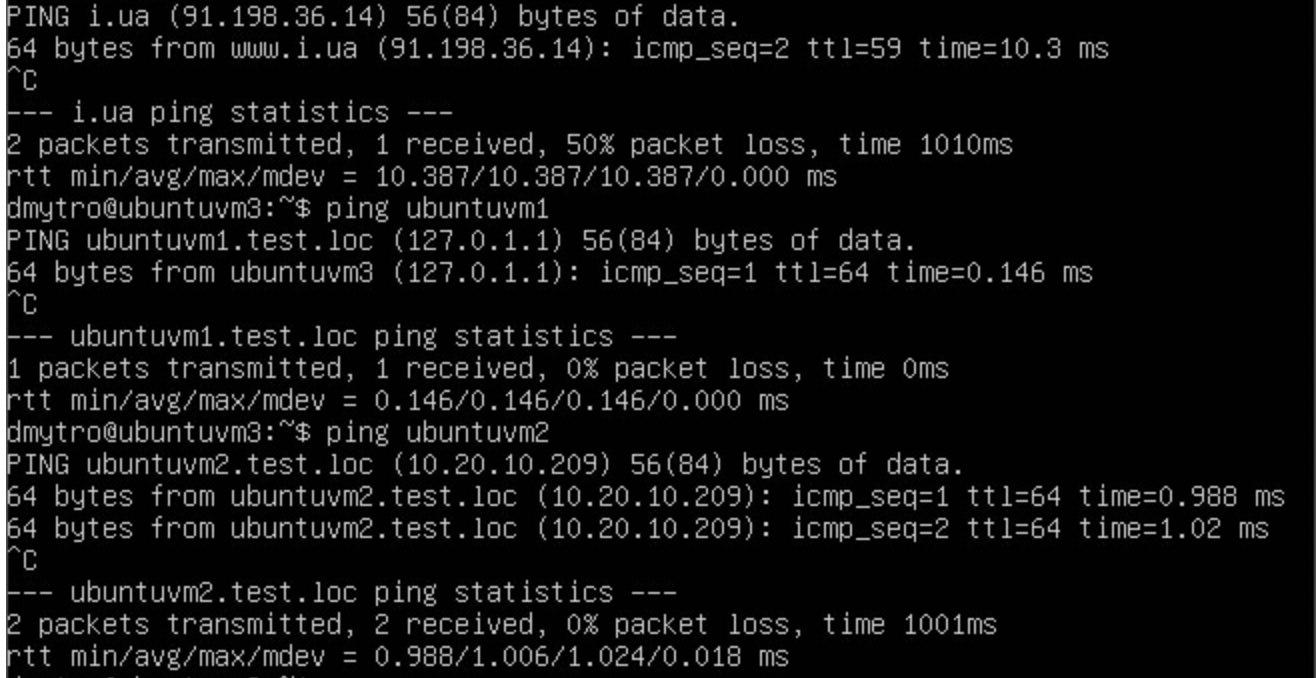 PING i.ua (91.198.36.14) 56(84) bytes of data.
64 bytes from www.i.ua (91.198.36.14): icmp_seq=2 ttl=59 time=10.3 ms
^C
--- i.ua ping statistics ---
2 packets transmitted, 1 received, 50% packet loss, time 1010ms
rtt min/avg/max/mdev = 10.387/10.387/10.387/0.000 ms
dmytro@ubuntuvm3:~$ ping ubuntuvm1
PING ubuntuvm1.test.loc (127.0.1.1) 56(84) bytes of data.
64 bytes from ubuntuvm3 (127.0.1.1): icmp_seq=1 ttl=64 time=0.146 ms
^C
--- ubuntuvm1.test.loc ping statistics ---
1 packets transmitted, 1 received, 0% packet loss, time 0ms
rtt min/avg/max/mdev = 0.146/0.146/0.146/0.000 ms
dmytro@ubuntuvm3:~$ ping ubuntuvm2
PING ubuntuvm2.test.loc (10.20.10.209) 56(84) bytes of data.
64 bytes from ubuntuvm2.test.loc (10.20.10.209): icmp_seq=1 ttl=64 time=0.988 ms
64 bytes from ubuntuvm2.test.loc (10.20.10.209): icmp_seq=2 ttl=64 time=1.02 ms
^C
--- ubuntuvm2.test.loc ping statistics ---
2 packets transmitted, 2 received, 0% packet loss, time 1001ms
rtt min/avg/max/mdev = 0.988/1.006/1.024/0.018 ms